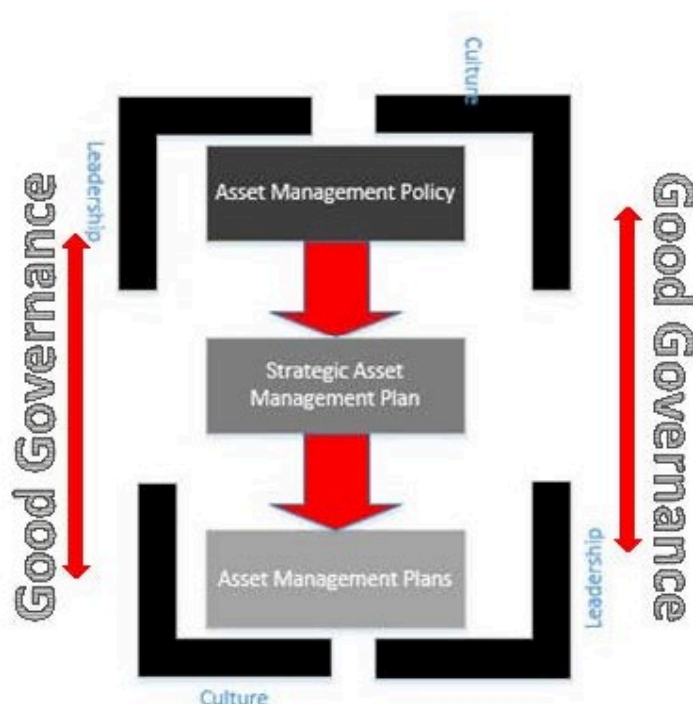 Culture
Leadership
Asset Management Policy
Good Governance
Good Governance
Strategic Asset
Management Plan
Asset Management Plans
Leadership
Culture